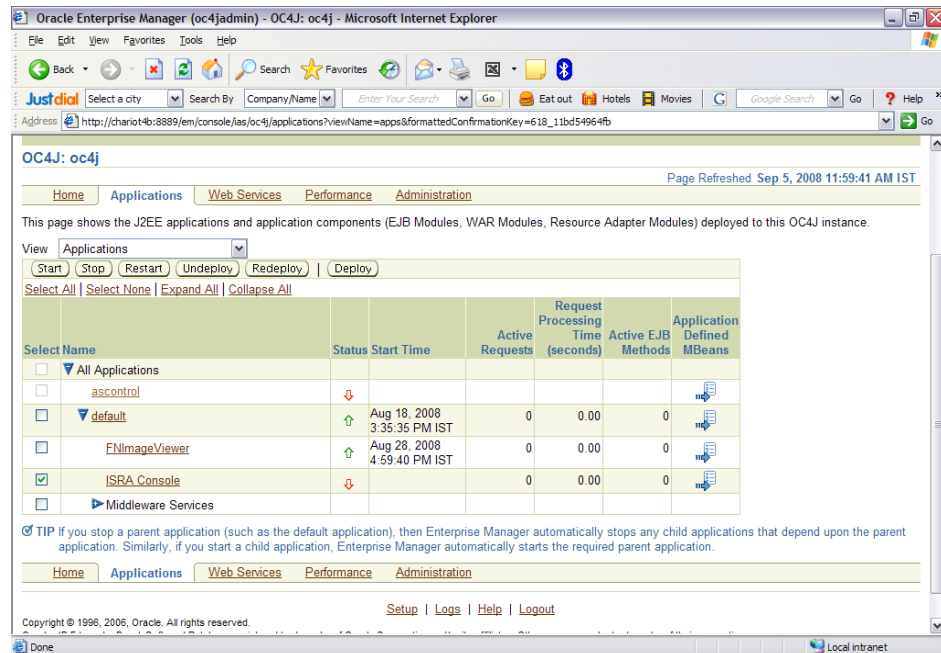 Oracle Enterprise Manager (oc4jadmin) - OC4J: oc4j - Microsoft Internet Explorer
File Edit View Favorites Tools Help
Back Search Favorites
Justdial Select a city Search By Company/Name Enter Your Search Go Eat out Hotels Movies G Google Search Go Help »
Address http://chariot4b:8889/em/console/ias/oc4j/applications?viewName=apps&formattedConfirmationKey=618_11bd54964fb Go
OC4J: oc4j
Page Refreshed Sep 5, 2008 11:59:41 AM IST
Home Applications Web Services Performance Administration
This page shows the J2EE applications and application components (EJB Modules, WAR Modules, Resource Adapter Modules) deployed to this OC4J instance.
View Applications
Start Stop Restart Undeploy Redeploy | Deploy
Select All | Select None | Expand All | Collapse All
Select Name Status Start Time Active Requests Request Processing Time (seconds) Active EJB Methods Application Defined MBeans
All Applications
ascontrol
default Aug 18, 2008 3:35:35 PM IST 0 0.00 0
FNImageViewer Aug 28, 2008 4:59:40 PM IST 0 0.00 0
ISRA Console 0 0.00 0
Middleware Services
TIP If you stop a parent application (such as the default application), then Enterprise Manager automatically stops any child applications that depend upon the parent
application. Similarly, if you start a child application, Enterprise Manager automatically starts the required parent application.
Home Applications Web Services Performance Administration
Setup | Logs | Help | Logout
Copyright © 1996, 2006, Oracle. All rights reserved.
Done Local intranet